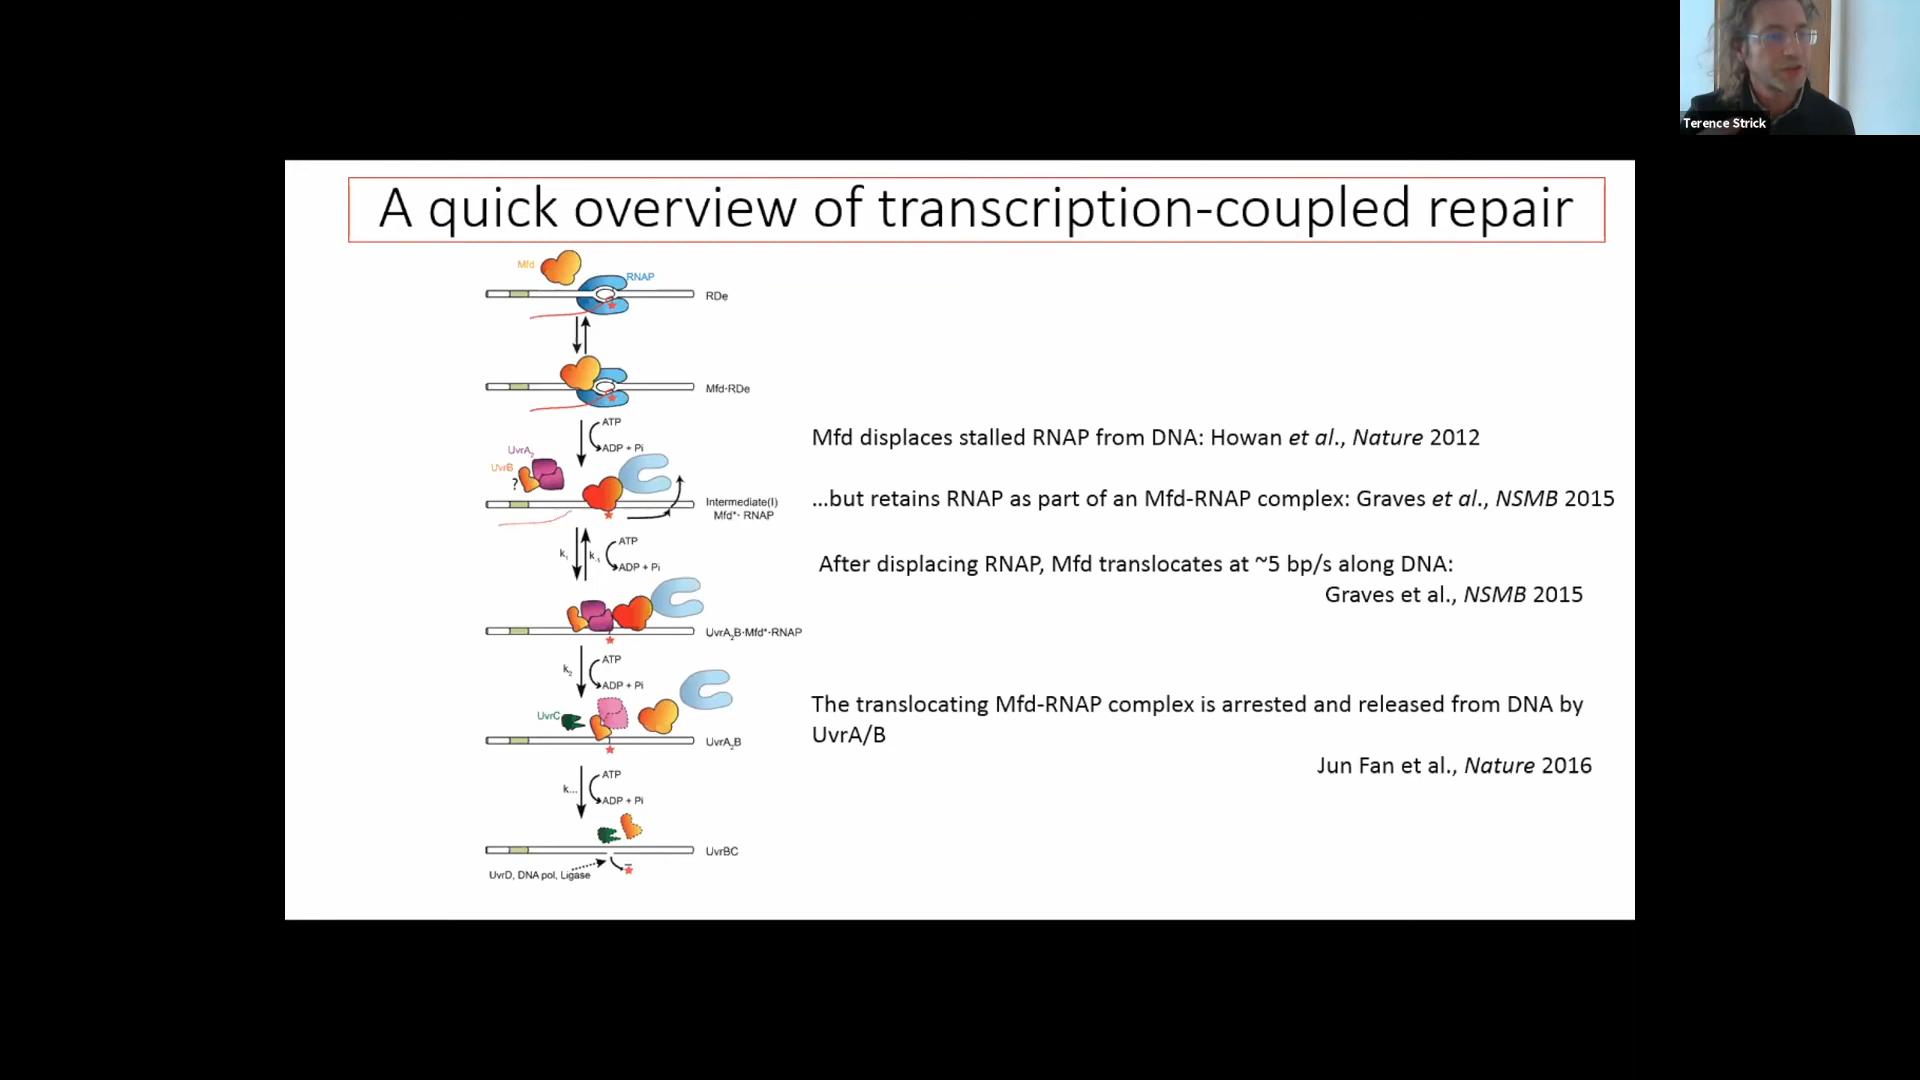 Terence Strick
A quick overview of transcription-coupled repair
Mfd
RNAP
RDe
Mfd·RDe
ATP
ADP + Pi
UvrA2
UvrB
?
Intermediate(I)
Mfd*· RNAP
k1
k-1
ATP
ADP + Pi
UvrA2B·Mfd*·RNAP
k2
ATP
ADP + Pi
UvrC
UvrA2B
k...
ATP
ADP + Pi
UvrBC
UvrD, DNA pol, Ligase
Mfd displaces stalled RNAP from DNA: Howan et al., Nature 2012
...but retains RNAP as part of an Mfd-RNAP complex: Graves et al., NSMB 2015
After displacing RNAP, Mfd translocates at ~5 bp/s along DNA:
Graves et al., NSMB 2015
The translocating Mfd-RNAP complex is arrested and released from DNA by
UvrA/B
Jun Fan et al., Nature 2016